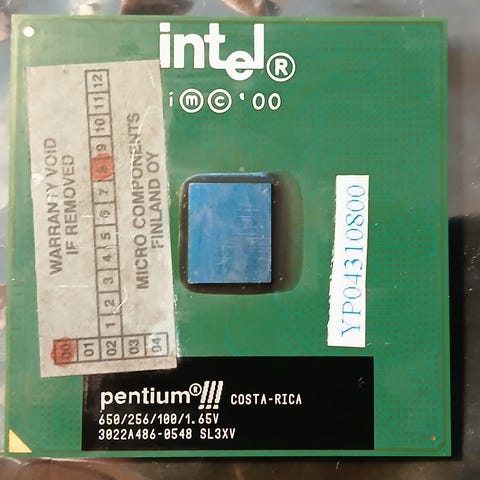 intel®
i ⓜ © '00
WARRANTY VOID
IF REMOVED
1 2 3 4 5 6 7 8 9 10 11 12
00
01
02
03
04
MICRO COMPONENTS
FINLAND OY
YP04310800
pentium® III COSTA-RICA
650/256/100/1.65V
3022A486-0548 SL3XV